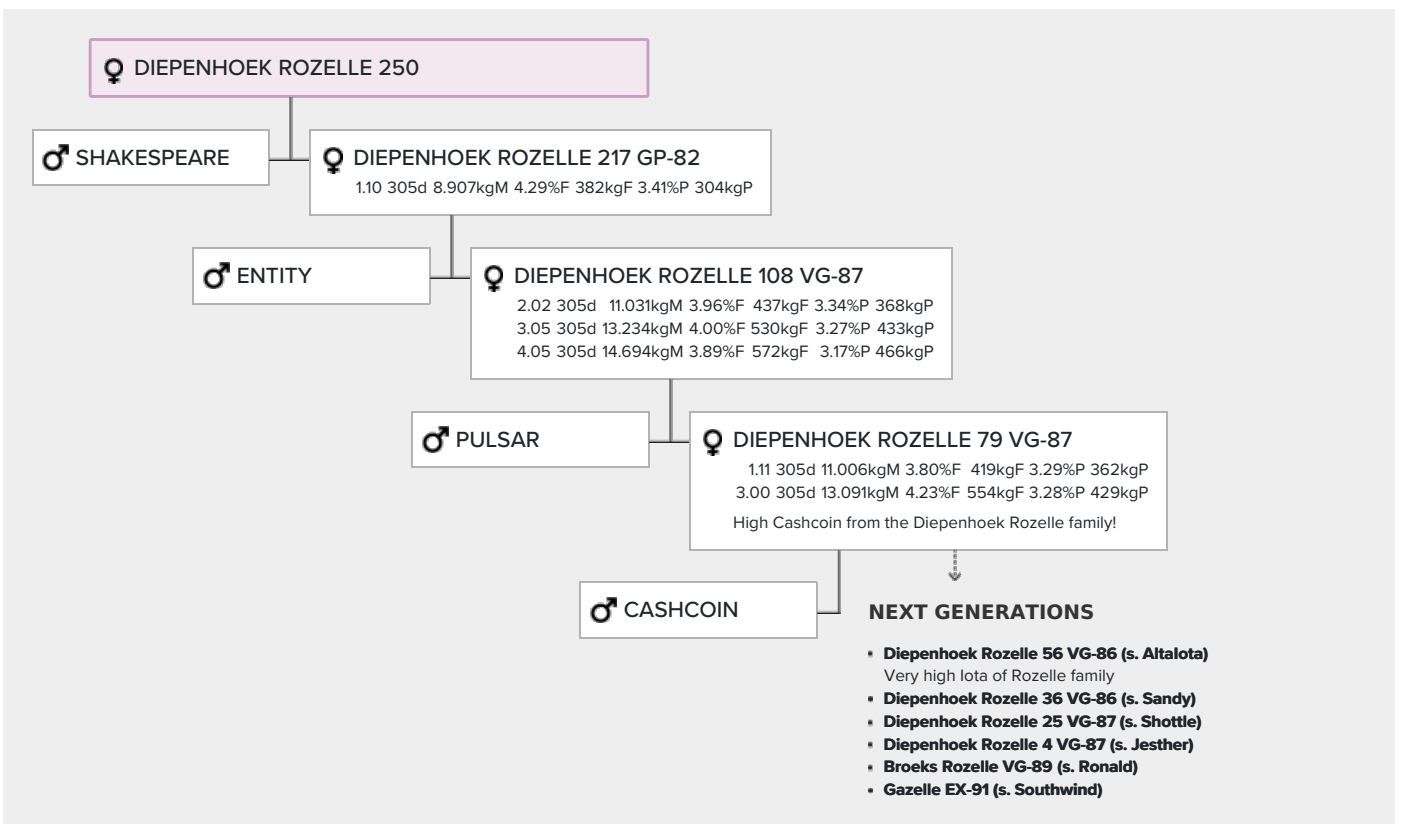 DIEPENHOEK ROZELLE 250
SHAKESPEARE
DIEPENHOEK ROZELLE 217 GP-82
1.10 305d 8.907kgM 4.29%F 382kgF 3.41%P 304kgP
ENTITY
DIEPENHOEK ROZELLE 108 VG-87
2.02 305d 11.031kgM 3.96%F 437kgF 3.34%P 368kgP
3.05 305d 13.234kgM 4.00%F 530kgF 3.27%P 433kgP
4.05 305d 14.694kgM 3.89%F 572kgF 3.17%P 466kgP
PULSAR
DIEPENHOEK ROZELLE 79 VG-87
1.11 305d 11.006kgM 3.80%F 419kgF 3.29%P 362kgP
3.00 305d 13.091kgM 4.23%F 554kgF 3.28%P 429kgP
High Cashcoin from the Diepenhoek Rozelle family!
CASHCOIN
NEXT GENERATIONS
Diepenhoek Rozelle 56 VG-86 (s. Altalota)
Very high Iota of Rozelle family
Diepenhoek Rozelle 36 VG-86 (s. Sandy)
Diepenhoek Rozelle 25 VG-87 (s. Shottle)
Diepenhoek Rozelle 4 VG-87 (s. Jesther)
Broeks Rozelle VG-89 (s. Ronald)
Gazelle EX-91 (s. Southwind)